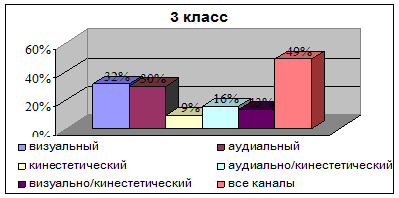 3 класс
60%
40%
20%
0%
32%
30%
9%
16%
49%
визуальный
аудиальный
кинестетический
аудиально/кинестетический
визуально/кинестетический
все каналы